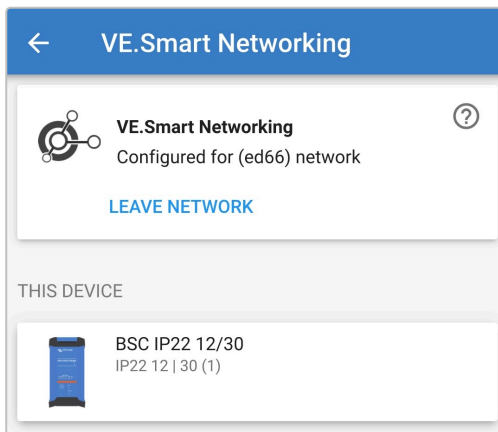 VE.Smart Networking
VE.Smart Networking
Configured for (ed66) network
LEAVE NETWORK
THIS DEVICE
BSC IP22 12/30
IP22 12 | 30 (1)